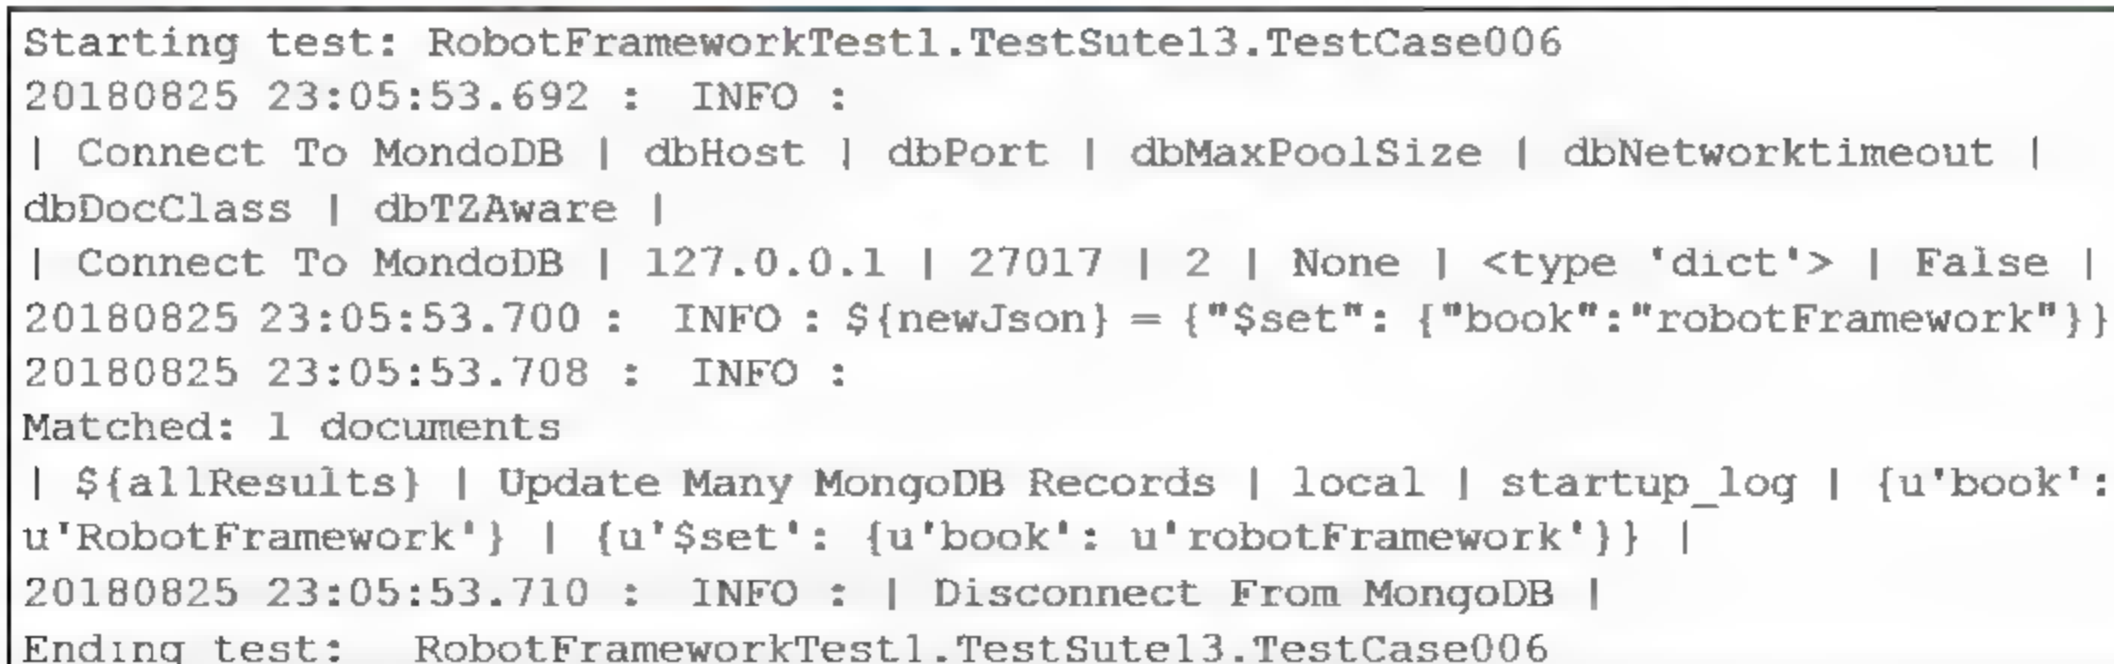 Starting test: RobotFrameworkTest1.TestSute13.TestCase006
20180825 23:05:53.692 :  INFO :
| Connect To MondoDB | dbHost | dbPort | dbMaxPoolSize | dbNetworktimeout |
dbDocClass | dbTZAware |
| Connect To MondoDB | 127.0.0.1 | 27017 | 2 | None | <type 'dict'> | False |
20180825 23:05:53.700 :  INFO : ${newJson} = {"$set": {"book":"robotFramework"}}
20180825 23:05:53.708 :  INFO :
Matched: 1 documents
| ${allResults} | Update Many MongoDB Records | local | startup_log | {u'book':
u'RobotFramework'} | {u'$set': {u'book': u'robotFramework'}} |
20180825 23:05:53.710 :  INFO : | Disconnect From MongoDB |
Ending test:   RobotFrameworkTest1.TestSute13.TestCase006